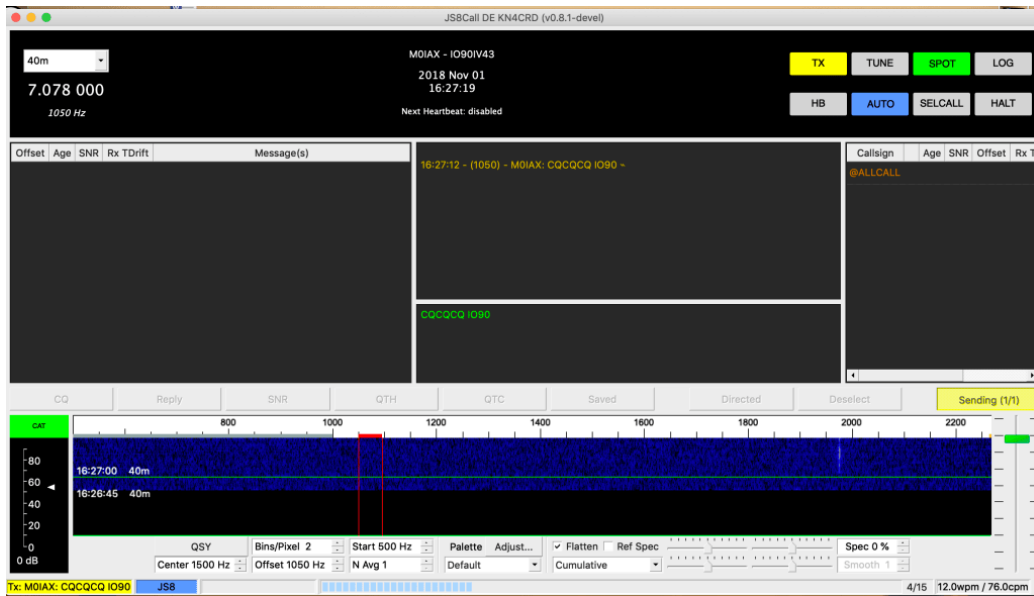 JS8Call DE KN4CRD (v0.8.1-devel)
40m
7.078 000
1050 Hz
M0IAX - IO90IV43
2018 Nov 01
16:27:19
Next Heartbeat: disabled
TX TUNE SPOT LOG
HB AUTO SELCALL HALT
Offset Age SNR Rx TDrift Message(s)
16:27:12 - (1050) - M0IAX: CQCQCQ IO90 ~
CQCQCQ IO90
Callsign Age SNR Offset Rx T
@ALLCALL
CQ Reply SNR QTH QTC Saved Directed Deselect Sending (1/1)
CAT
800 1000 1200 1400 1600 1800 2000 2200
80
60
40
20
0
0 dB
16:27:00 40m
16:26:45 40m
QSY Bins/Pixel 2 Start 500 Hz Palette Adjust... Flatten Ref Spec Spec 0 %
Center 1500 Hz Offset 1050 Hz N Avg 1 Default Cumulative Smooth 1
Tx: M0IAX: CQCQCQ IO90 JS8 4/15 12.0wpm / 76.0cpm